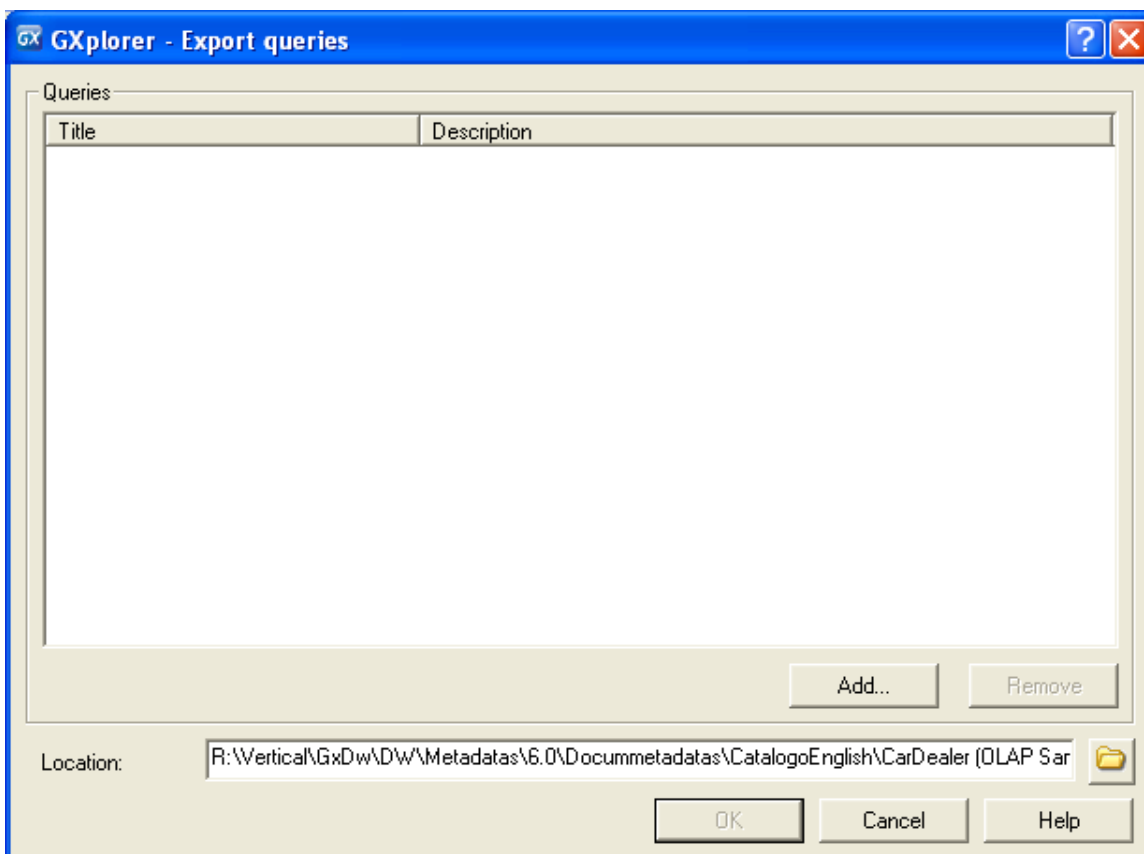 GX GXplorer - Export queries
Queries
Title Description
Add... Remove
Location: R:\Vertical\GxDw\DW\Metadatas\6.0\Docummetadatas\CatalogoEnglish\CarDealer (OLAP Sar
OK Cancel Help